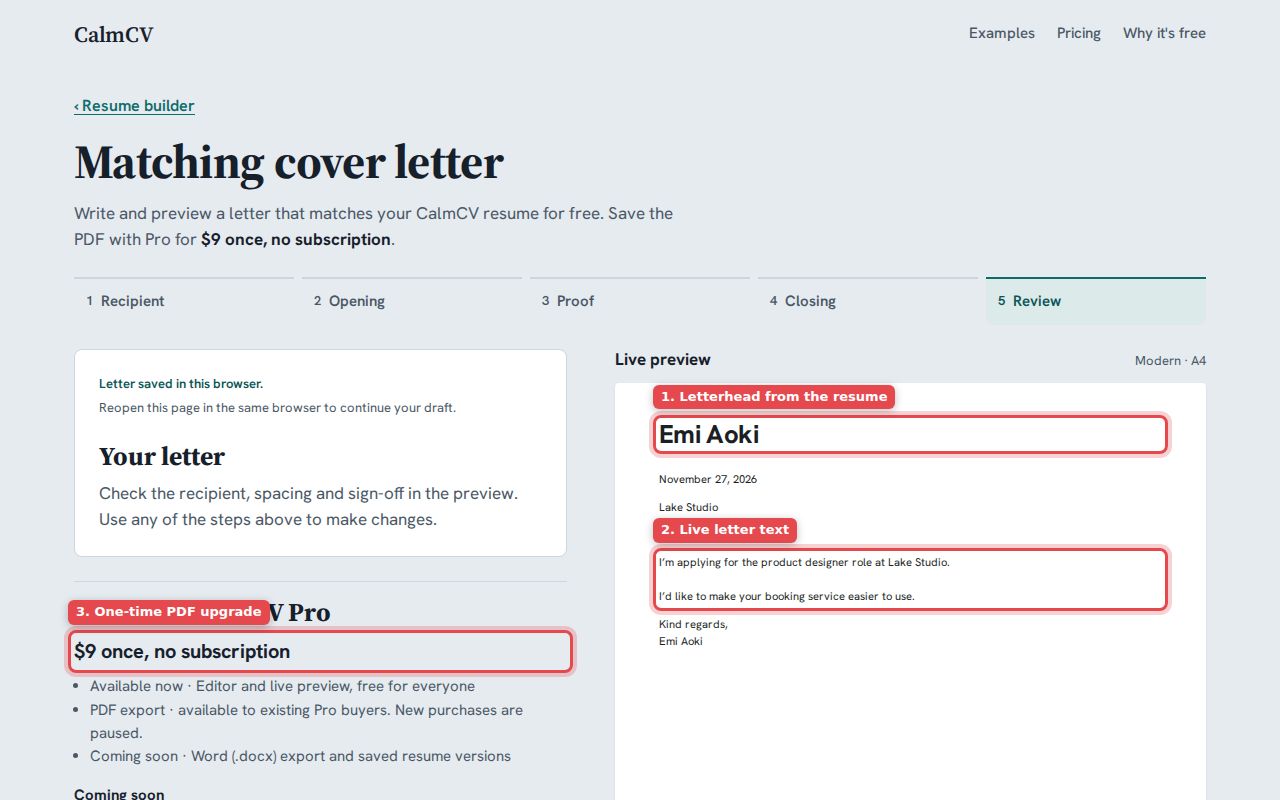 CalmCV
Examples
Pricing
Why it's free
‹ Resume builder
Matching cover letter
Write and preview a letter that matches your CalmCV resume for free. Save the
PDF with Pro for $9 once, no subscription.
1 Recipient
2 Opening
3 Proof
4 Closing
5 Review
Letter saved in this browser.
Reopen this page in the same browser to continue your draft.
Your letter
Check the recipient, spacing and sign-off in the preview.
Use any of the steps above to make changes.
3. One-time PDF upgrade
V Pro
$9 once, no subscription
• Available now · Editor and live preview, free for everyone
• PDF export · available to existing Pro buyers. New purchases are
paused.
• Coming soon · Word (.docx) export and saved resume versions
Coming soon
Live preview
Modern · A4
1. Letterhead from the resume
Emi Aoki
November 27, 2026
Lake Studio
2. Live letter text
I’m applying for the product designer role at Lake Studio.
I’d like to make your booking service easier to use.
Kind regards,
Emi Aoki